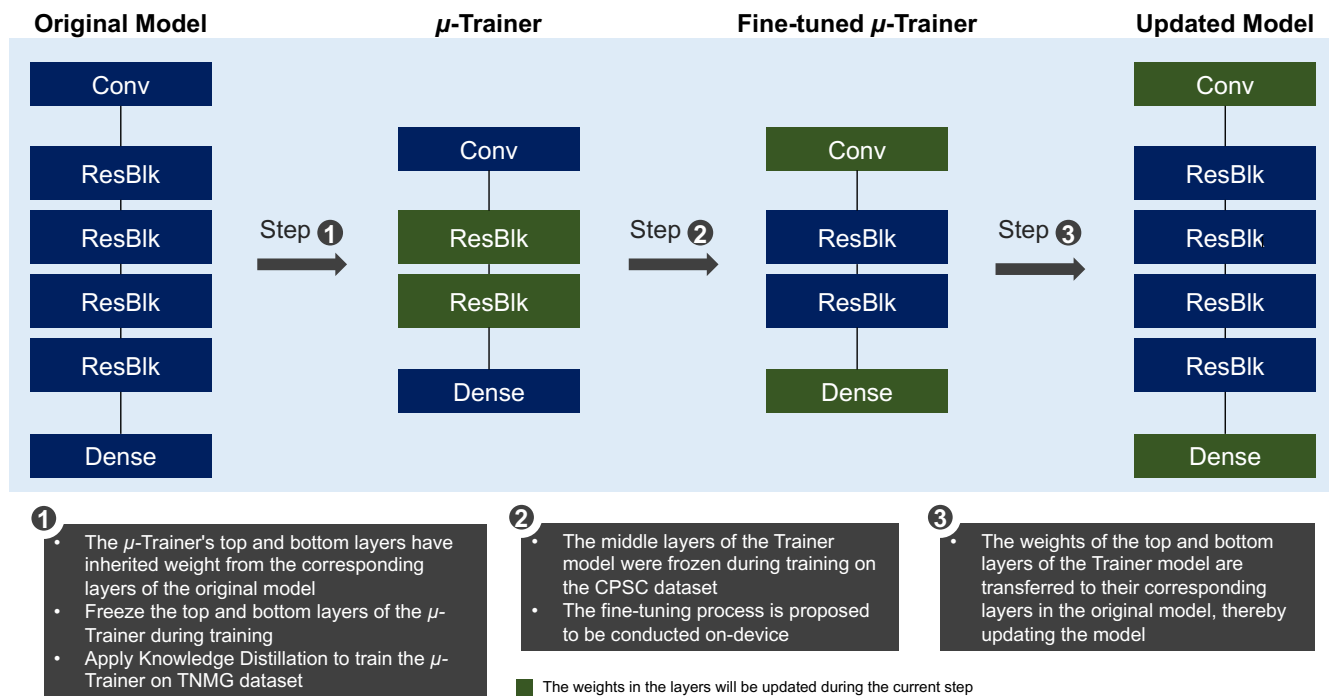 Original Model
μ-Trainer
Fine-tuned μ-Trainer
Updated Model
Conv
ResBlk
ResBlk
ResBlk
ResBlk
Dense
Step 1
Conv
ResBlk
ResBlk
Dense
Step 2
Conv
ResBlk
ResBlk
Dense
Step 3
Conv
ResBlk
ResBlk
ResBlk
ResBlk
Dense
1
• The μ-Trainer's top and bottom layers have
inherited weight from the corresponding
layers of the original model
• Freeze the top and bottom layers of the μ-
Trainer during training
• Apply Knowledge Distillation to train the μ-
Trainer on TNMG dataset
2
• The middle layers of the Trainer
model were frozen during training on
the CPSC dataset
• The fine-tuning process is proposed
to be conducted on-device
3
• The weights of the top and bottom
layers of the Trainer model are
transferred to their corresponding
layers in the original model, thereby
updating the model
The weights in the layers will be updated during the current step